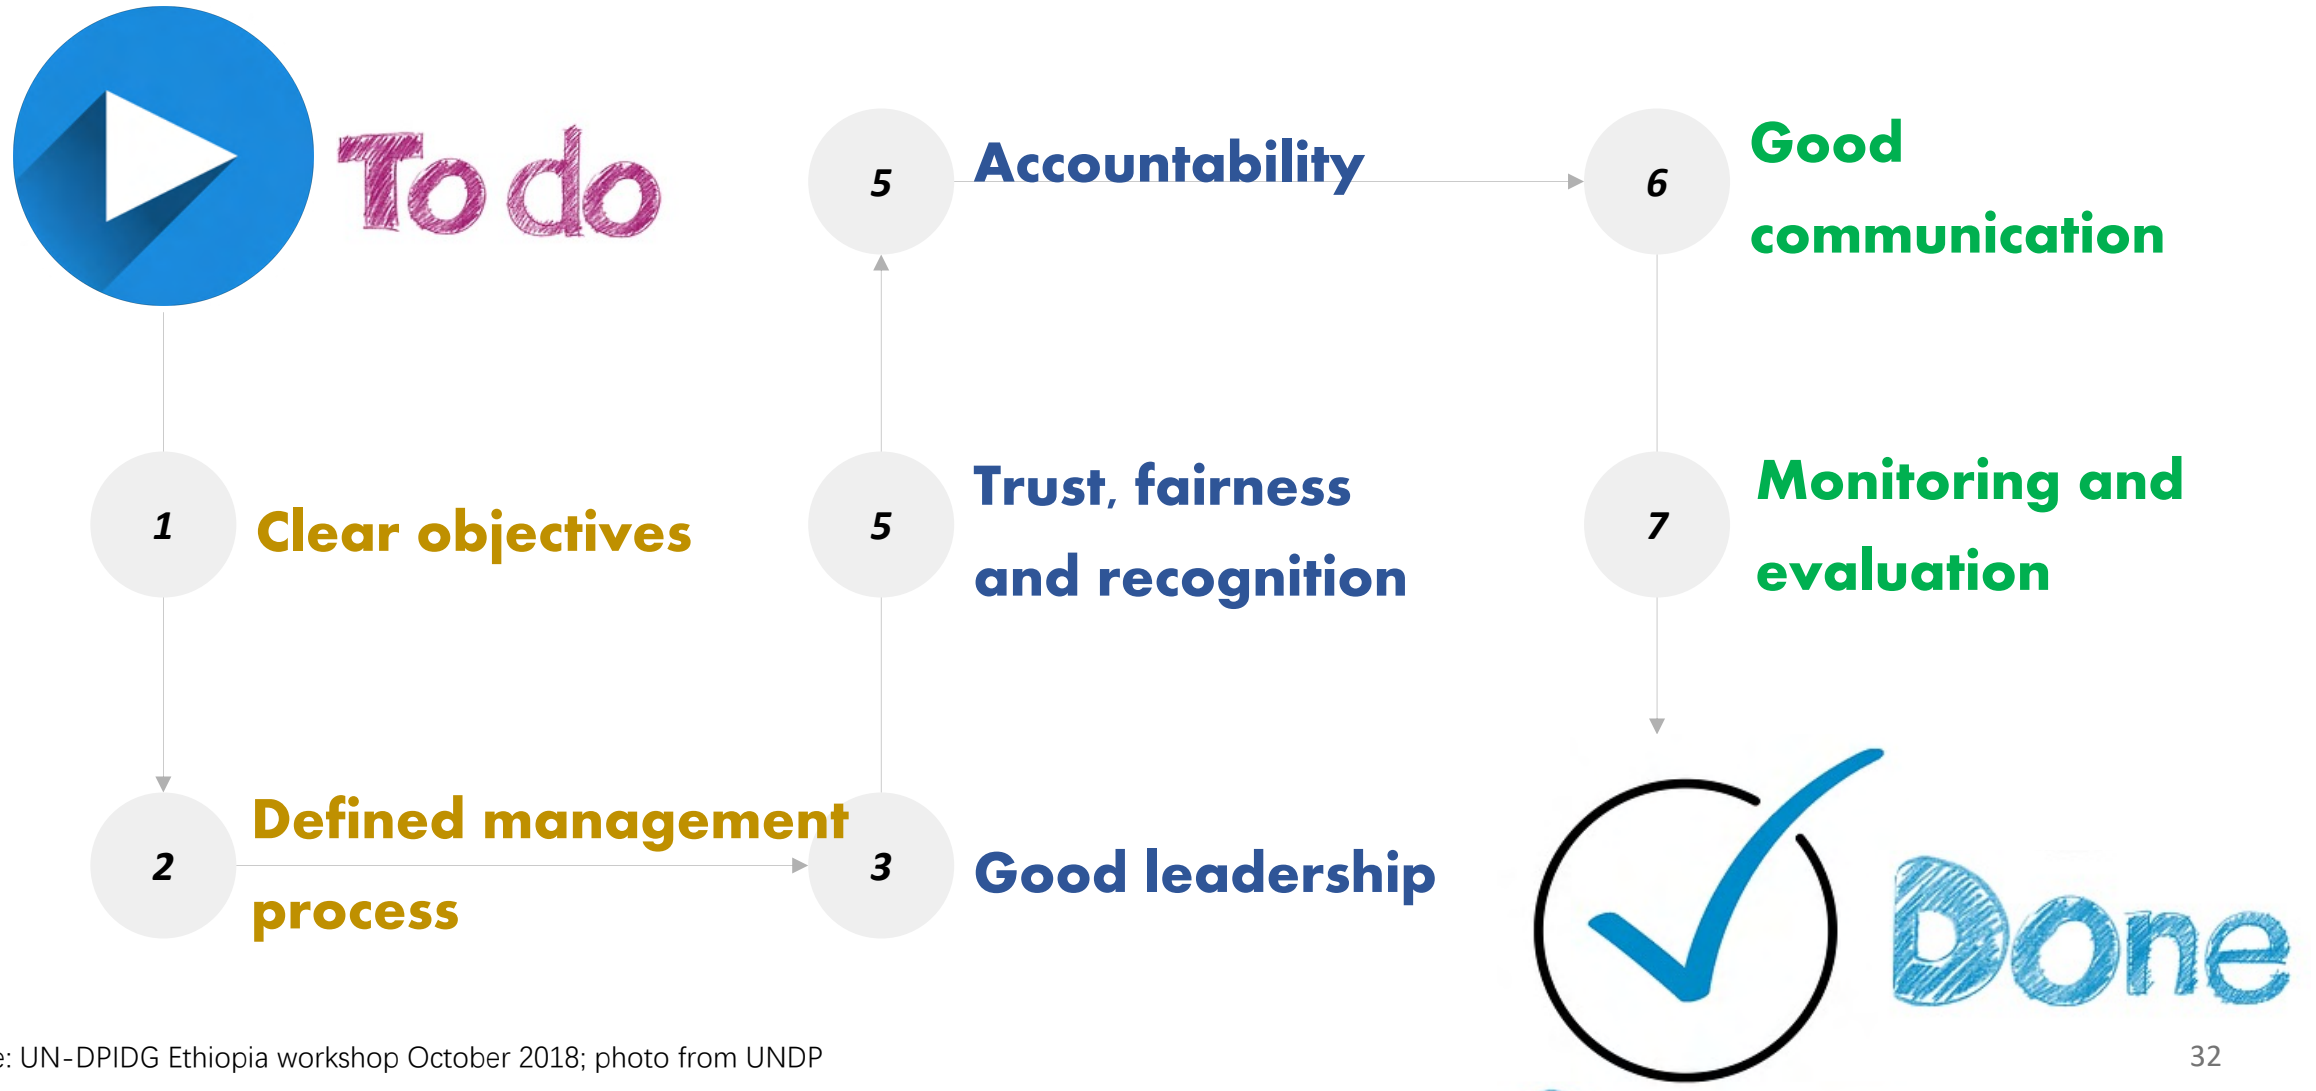 To do
1
Clear objectives
2
Defined management
process
3
Good leadership
5
Trust, fairness
and recognition
5
Accountability
6
Good
communication
7
Monitoring and
evaluation
Done
e: UN-DPIDG Ethiopia workshop October 2018; photo from UNDP
32